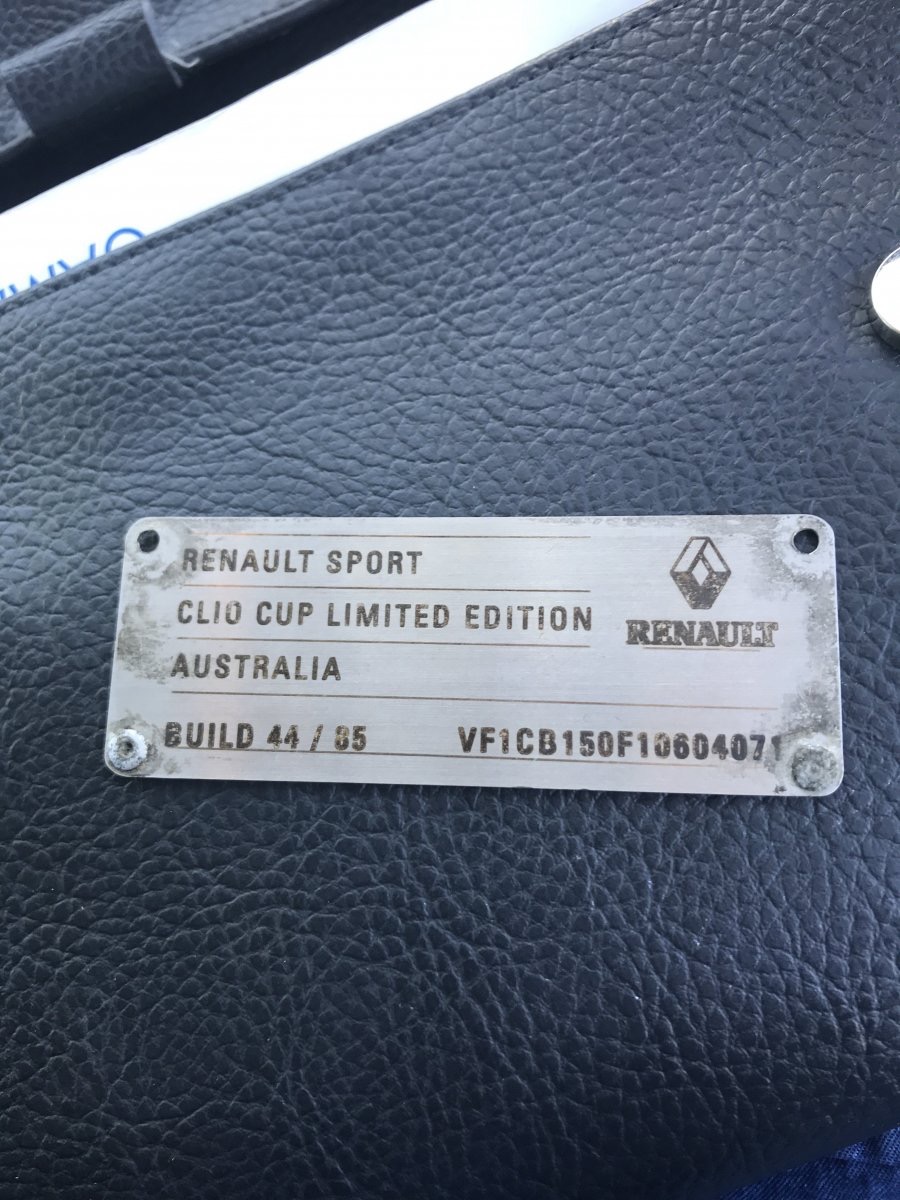 RENAULT SPORT
CLIO CUP LIMITED EDITION
AUSTRALIA
RENAULT
BUILD 44 / 85 VF1CB150F10604071